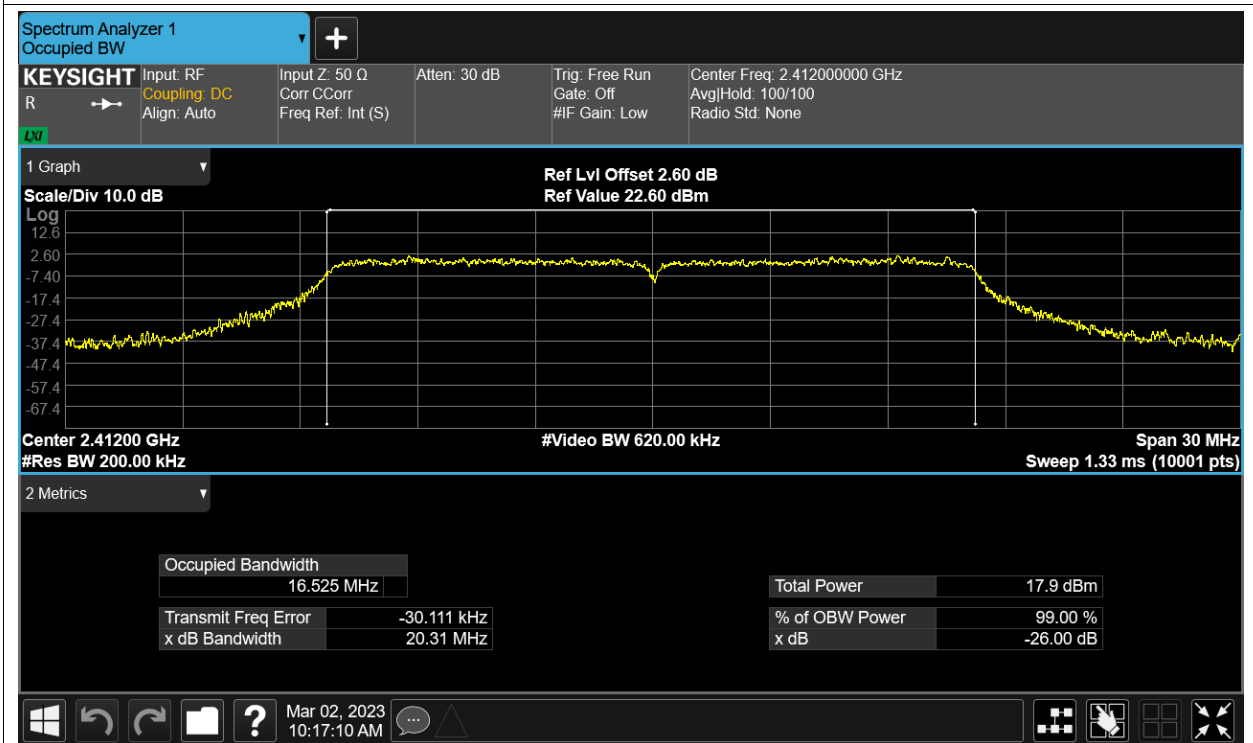 Spectrum Analyzer 1
Occupied BW
KEYSIGHT
R
LXI
Input: RF
Coupling: DC
Align: Auto
Input Z: 50 Ω
Corr CCorr
Freq Ref: Int (S)
Atten: 30 dB
Trig: Free Run
Gate: Off
#IF Gain: Low
Center Freq: 2.412000000 GHz
Avg|Hold: 100/100
Radio Std: None
1 Graph
Scale/Div 10.0 dB
Ref Lvl Offset 2.60 dB
Ref Value 22.60 dBm
Log
12.6
2.60
-7.40
-17.4
-27.4
-37.4
-47.4
-57.4
-67.4
Center 2.41200 GHz
#Res BW 200.00 kHz
#Video BW 620.00 kHz
Span 30 MHz
Sweep 1.33 ms (10001 pts)
2 Metrics
Occupied Bandwidth
16.525 MHz
Transmit Freq Error -30.111 kHz
x dB Bandwidth 20.31 MHz
Total Power 17.9 dBm
% of OBW Power 99.00 %
x dB -26.00 dB
?
Mar 02, 2023
10:17:10 AM